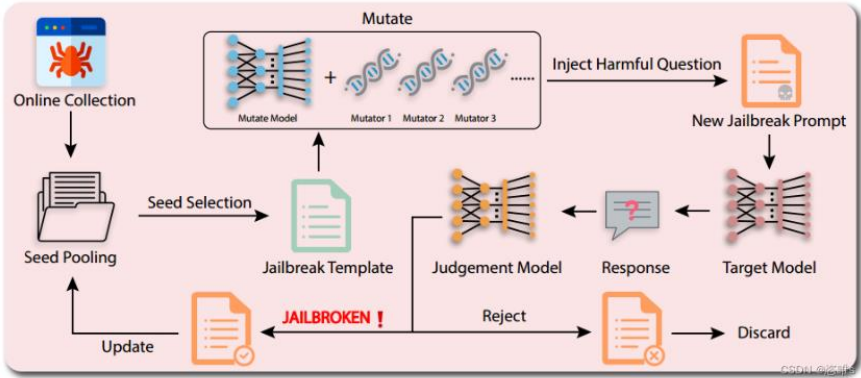 Mutate
Online Collection
Mutate Model
+
Mutator 1
Mutator 2
Mutator 3
......
Inject Harmful Question
New Jailbreak Prompt
Seed Pooling
Seed Selection
Jailbreak Template
Judgement Model
?
Response
Target Model
Update
JAILBROKEN !
Reject
Discard